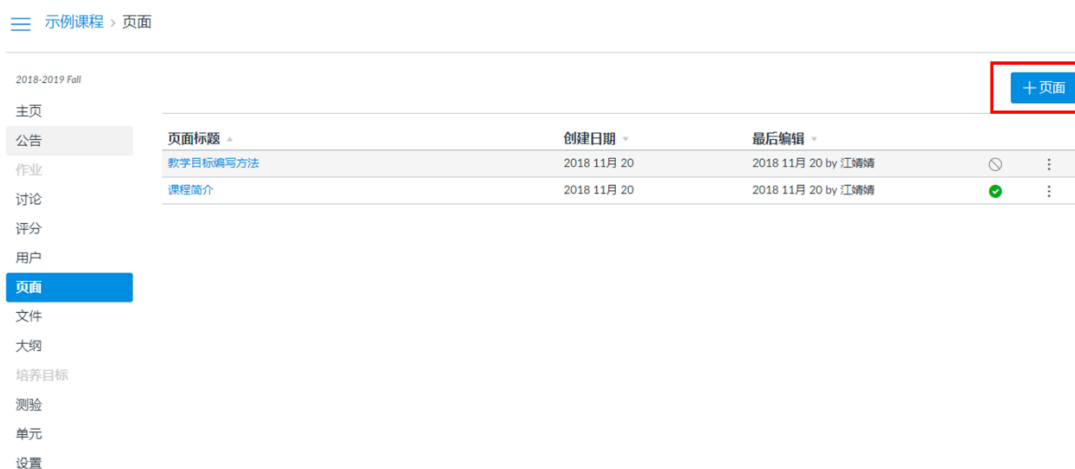 示例课程 › 页面
2018-2019 Fall
+页面
主页
公告
作业
讨论
评分
用户
页面
文件
大纲
培养目标
测验
单元
设置
页面标题 创建日期 最后编辑
教学目标编写方法 2018 11月 20 2018 11月 20 by 江婧婧
课程简介 2018 11月 20 2018 11月 20 by 江婧婧